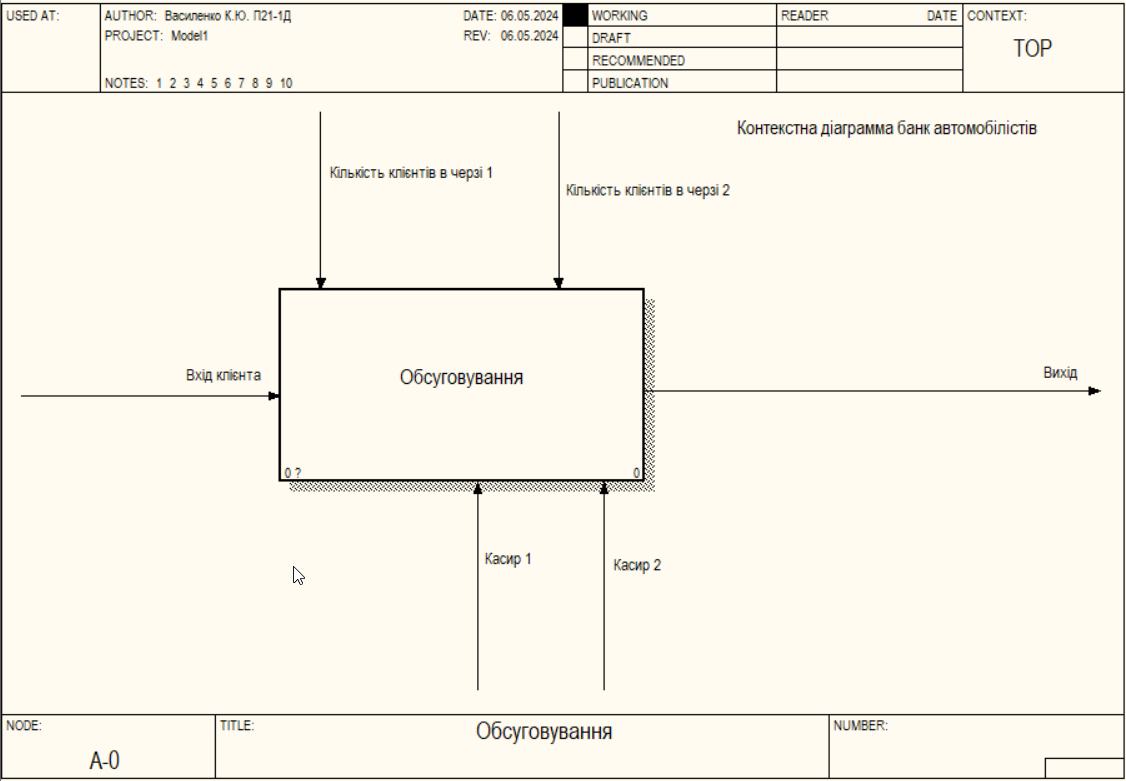 USED AT:
AUTHOR: Василенко К.Ю. П21-1Д
DATE: 06.05.2024
WORKING
READER
DATE
CONTEXT:
PROJECT: Model1
REV: 06.05.2024
DRAFT
TOP
RECOMMENDED
NOTES: 1 2 3 4 5 6 7 8 9 10
PUBLICATION
Контекстна діаграмма банк автомобілістів
Кількість клієнтів в черзі 1
Кількість клієнтів в черзі 2
Вхід клієнта
Обсуговування
Вихід
0 ?
0
Касир 1
Касир 2
NODE:
TITLE:
Обсуговування
NUMBER:
A-0